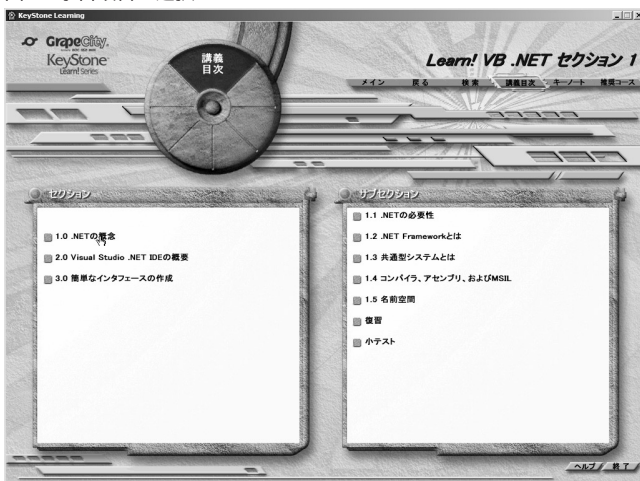 KeyStone Learning
GrapeCity
KeyStone
Learn! Series
講義
目次
Learn! VB .NET セクション 1
メイン 戻る 検索 講義目次 キーノート 推奨コース
セクション
1.0 .NETの概念
2.0 Visual Studio .NET IDEの概要
3.0 簡単なインタフェースの作成
サブセクション
1.1 .NETの必要性
1.2 .NET Frameworkとは
1.3 共通型システムとは
1.4 コンパイラ、アセンブリ、およびMSIL
1.5 名前空間
復習
小テスト
ヘルプ 終了